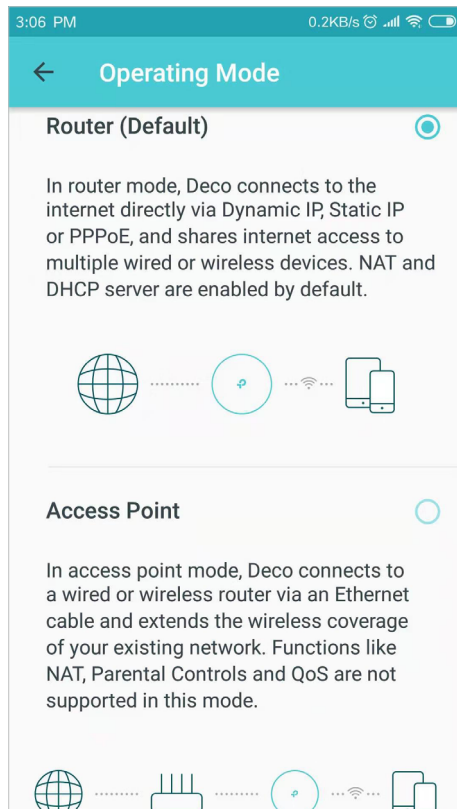 3:06 PM
0.2KB/s
Operating Mode
Router (Default)
In router mode, Deco connects to the
internet directly via Dynamic IP, Static IP
or PPPoE, and shares internet access to
multiple wired or wireless devices. NAT and
DHCP server are enabled by default.
Access Point
In access point mode, Deco connects to
a wired or wireless router via an Ethernet
cable and extends the wireless coverage
of your existing network. Functions like
NAT, Parental Controls and QoS are not
supported in this mode.